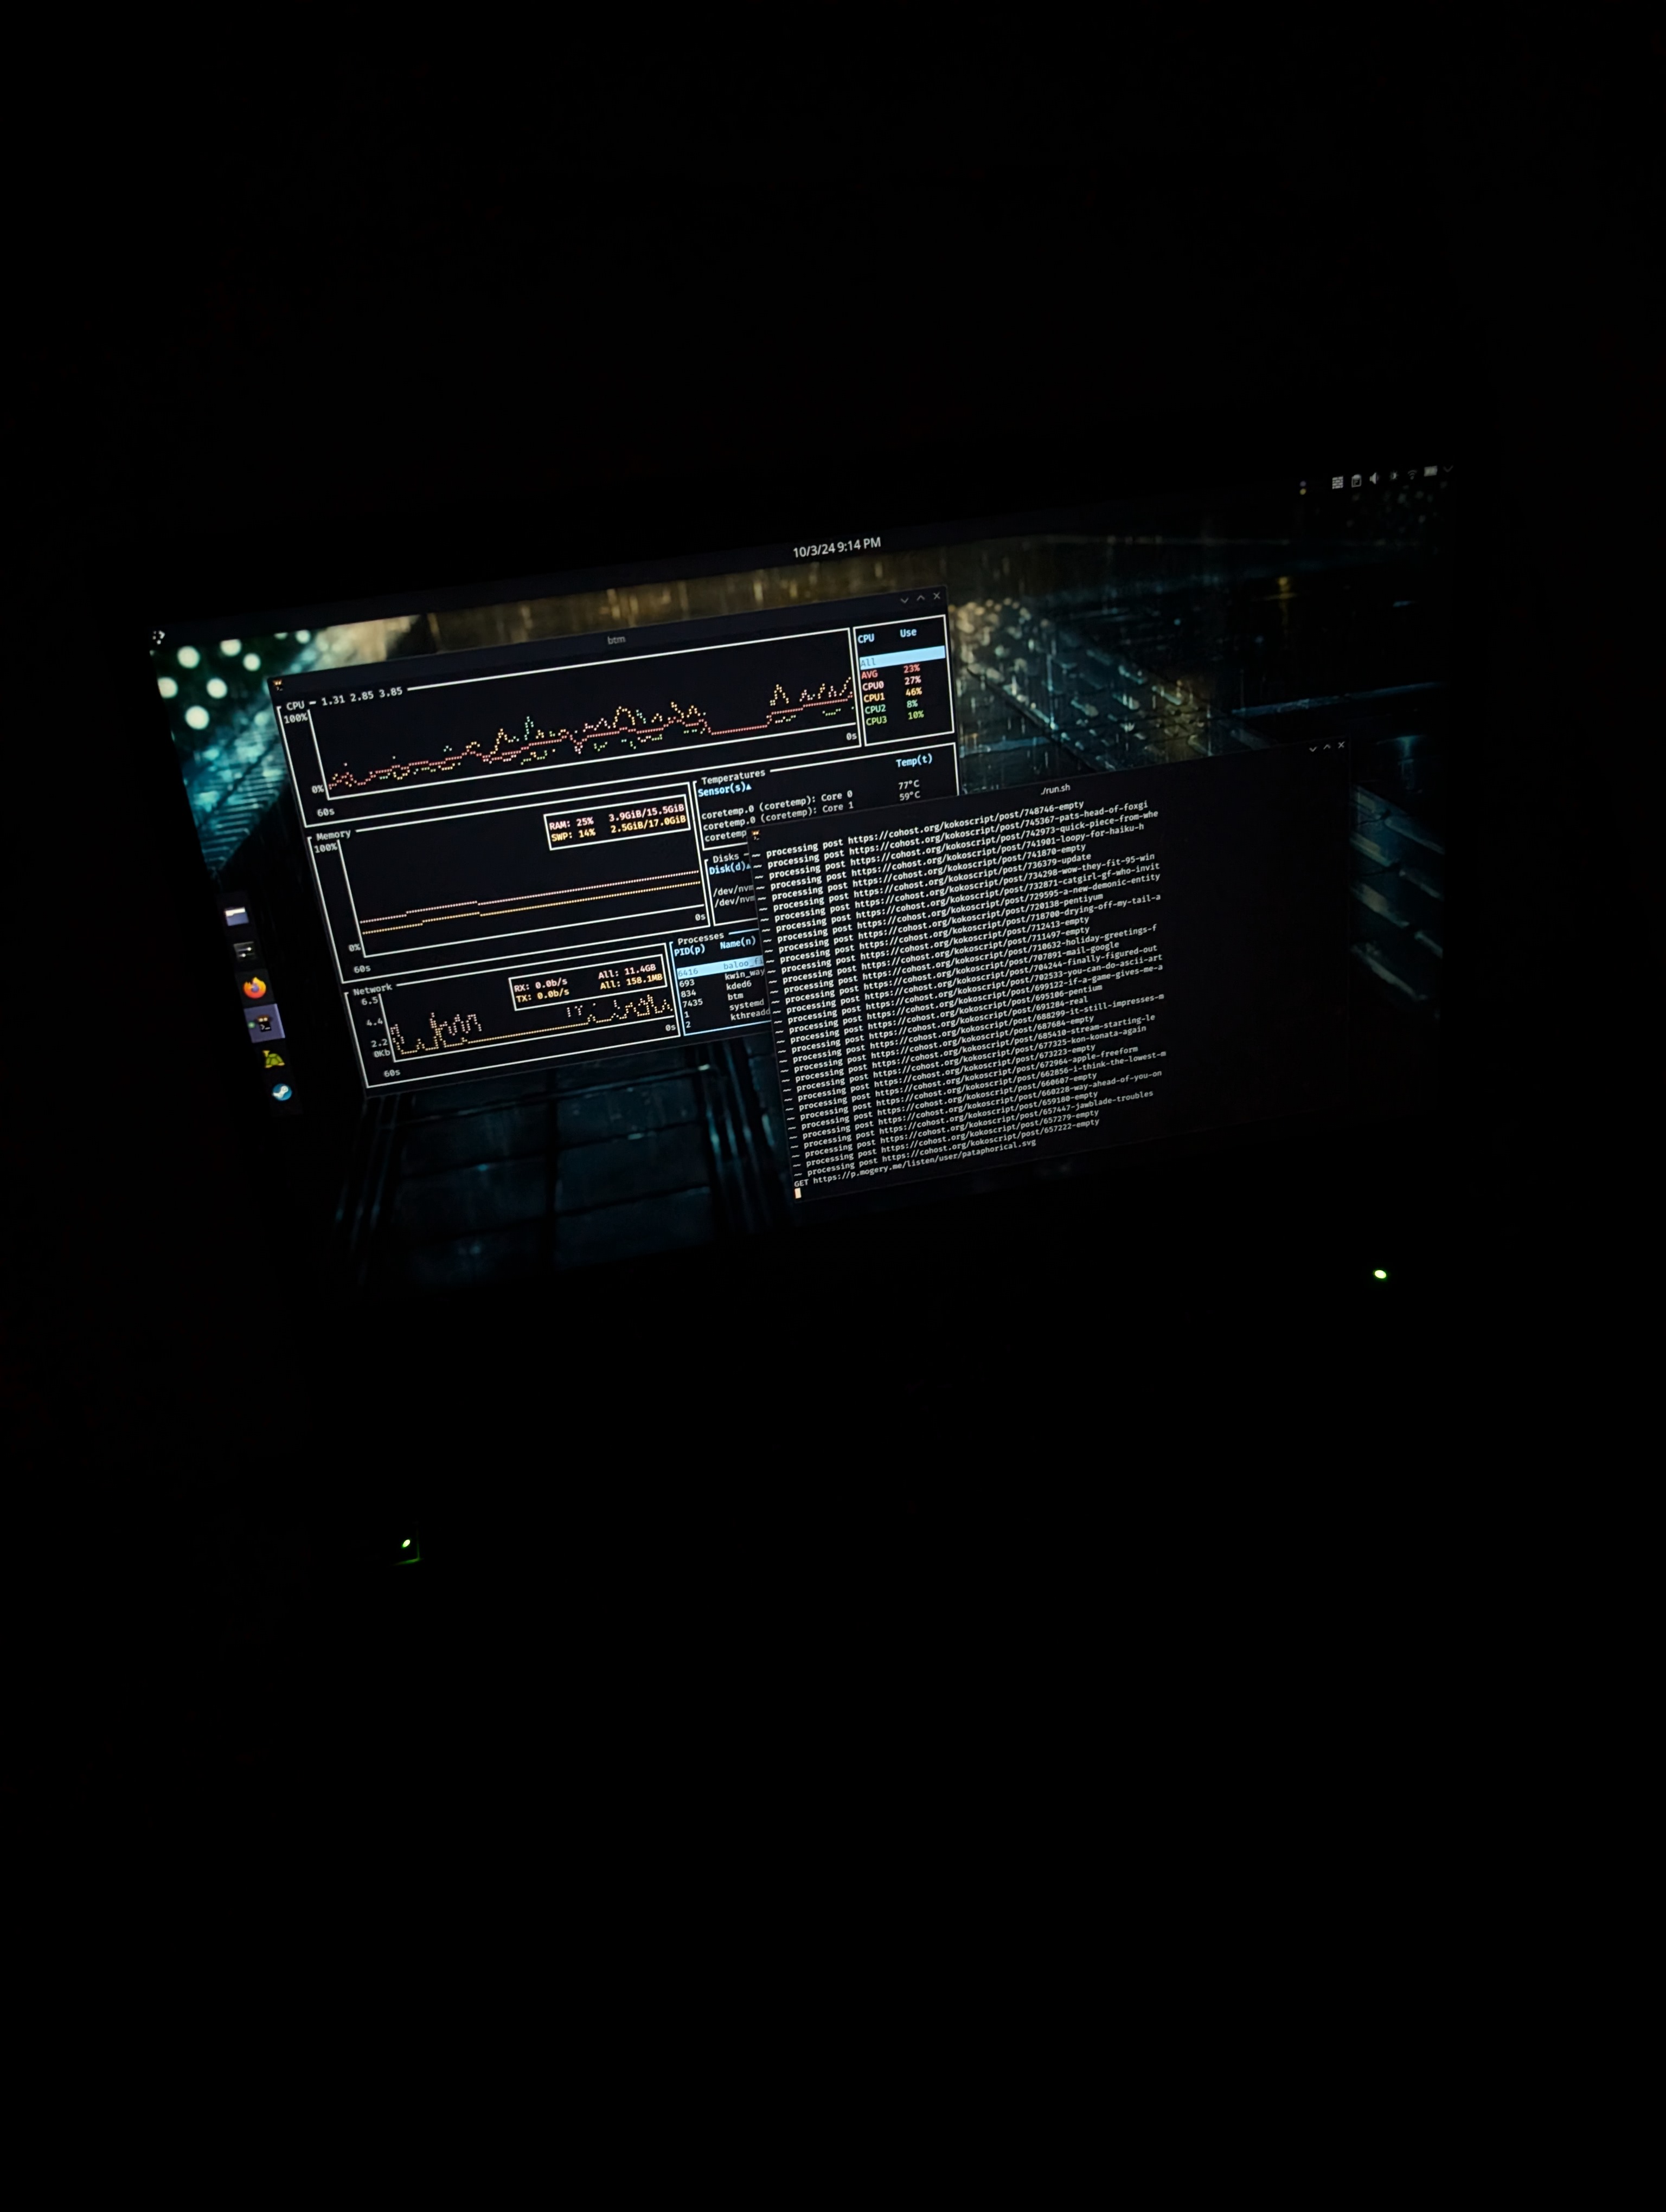 10/3/24 9:14 PM
btm
CPU — 1.31 2.85 3.85
100%
0%
60s
0s
CPU Use
All
AVG 23%
CPU0 27%
CPU1 46%
CPU2 8%
CPU3 10%
Memory
100%
RAM: 25% 3.9GiB/15.5GiB
SWP: 14% 2.5GiB/17.0GiB
0%
60s
0s
Temperatures
Sensor(s)▲ Temp(t)
coretemp.0 (coretemp): Core 0 77°C
coretemp.0 (coretemp): Core 1 59°C
coretemp
Disks
Disk(d)▲
/dev/nvm
/dev/nvm
Network
6.5
4.4
2.2
0Kb
RX: 0.0b/s All: 11.4GB
TX: 0.0b/s All: 158.1MB
60s
0s
Processes
PID(p) Name(n)
6416 baloo_fi
693 kwin_way
834 kded6
7435 btm
1 systemd
2 kthreadd
./run.sh
— processing post https://cohost.org/kokoscript/post/748746-empty
— processing post https://cohost.org/kokoscript/post/745367-pats-head-of-foxgi
— processing post https://cohost.org/kokoscript/post/742973-quick-piece-from-whe
— processing post https://cohost.org/kokoscript/post/741901-loopy-for-haiku-h
— processing post https://cohost.org/kokoscript/post/741870-empty
— processing post https://cohost.org/kokoscript/post/736379-update
— processing post https://cohost.org/kokoscript/post/734298-wow-they-fit-95-win
— processing post https://cohost.org/kokoscript/post/732871-catgirl-gf-who-invit
— processing post https://cohost.org/kokoscript/post/729595-a-new-demonic-entity
— processing post https://cohost.org/kokoscript/post/720138-pentiyum
— processing post https://cohost.org/kokoscript/post/718700-drying-off-my-tail-a
— processing post https://cohost.org/kokoscript/post/712413-empty
— processing post https://cohost.org/kokoscript/post/711497-empty
— processing post https://cohost.org/kokoscript/post/710632-holiday-greetings-f
— processing post https://cohost.org/kokoscript/post/707891-mail-google
— processing post https://cohost.org/kokoscript/post/704244-finally-figured-out
— processing post https://cohost.org/kokoscript/post/702533-you-can-do-ascii-art
— processing post https://cohost.org/kokoscript/post/699122-if-a-game-gives-me-a
— processing post https://cohost.org/kokoscript/post/695106-pentium
— processing post https://cohost.org/kokoscript/post/691284-real
— processing post https://cohost.org/kokoscript/post/688299-it-still-impresses-m
— processing post https://cohost.org/kokoscript/post/687684-empty
— processing post https://cohost.org/kokoscript/post/685410-stream-starting-le
— processing post https://cohost.org/kokoscript/post/677325-kon-konata-again
— processing post https://cohost.org/kokoscript/post/673223-empty
— processing post https://cohost.org/kokoscript/post/672964-apple-freeform
— processing post https://cohost.org/kokoscript/post/662856-i-think-the-lowest-m
— processing post https://cohost.org/kokoscript/post/660607-empty
— processing post https://cohost.org/kokoscript/post/660228-way-ahead-of-you-on
— processing post https://cohost.org/kokoscript/post/659180-empty
— processing post https://cohost.org/kokoscript/post/657447-jawblade-troubles
— processing post https://cohost.org/kokoscript/post/657279-empty
— processing post https://cohost.org/kokoscript/post/657222-empty
GET https://p.mogery.me/listen/user/pataphorical.svg